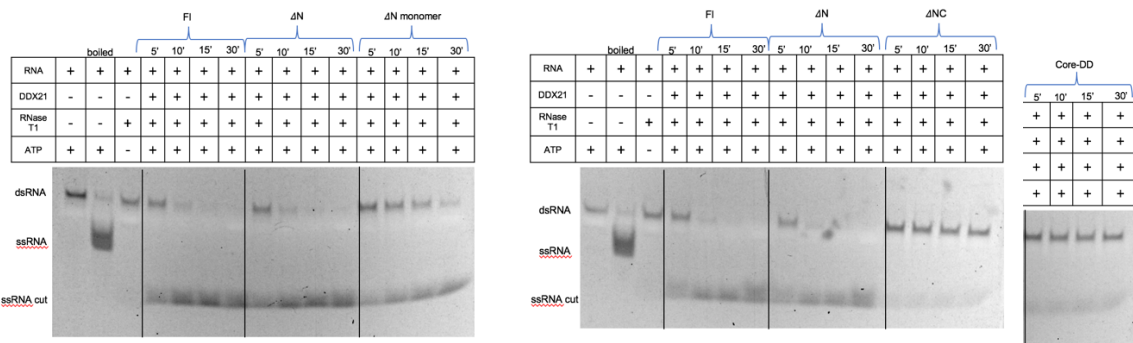 Fl ΔN ΔN monomer
boiled 5' 10' 15' 30' 5' 10' 15' 30' 5' 10' 15' 30'
RNA + + + + + + + + + + + + + + +
DDX21 - - - + + + + + + + + + + + +
RNase T1 - - + + + + + + + + + + + + +
ATP + + - + + + + + + + + + + + +
dsRNA
ssRNA
ssRNA cut
Fl ΔN ΔNC
boiled 5' 10' 15' 30' 5' 10' 15' 30' 5' 10' 15' 30'
RNA + + + + + + + + + + + + + + +
DDX21 - - - + + + + + + + + + + + +
RNase T1 - - + + + + + + + + + + + + +
ATP + + - + + + + + + + + + + + +
dsRNA
ssRNA
ssRNA cut
Core-DD
5' 10' 15' 30'
+ + + +
+ + + +
+ + + +
+ + + +